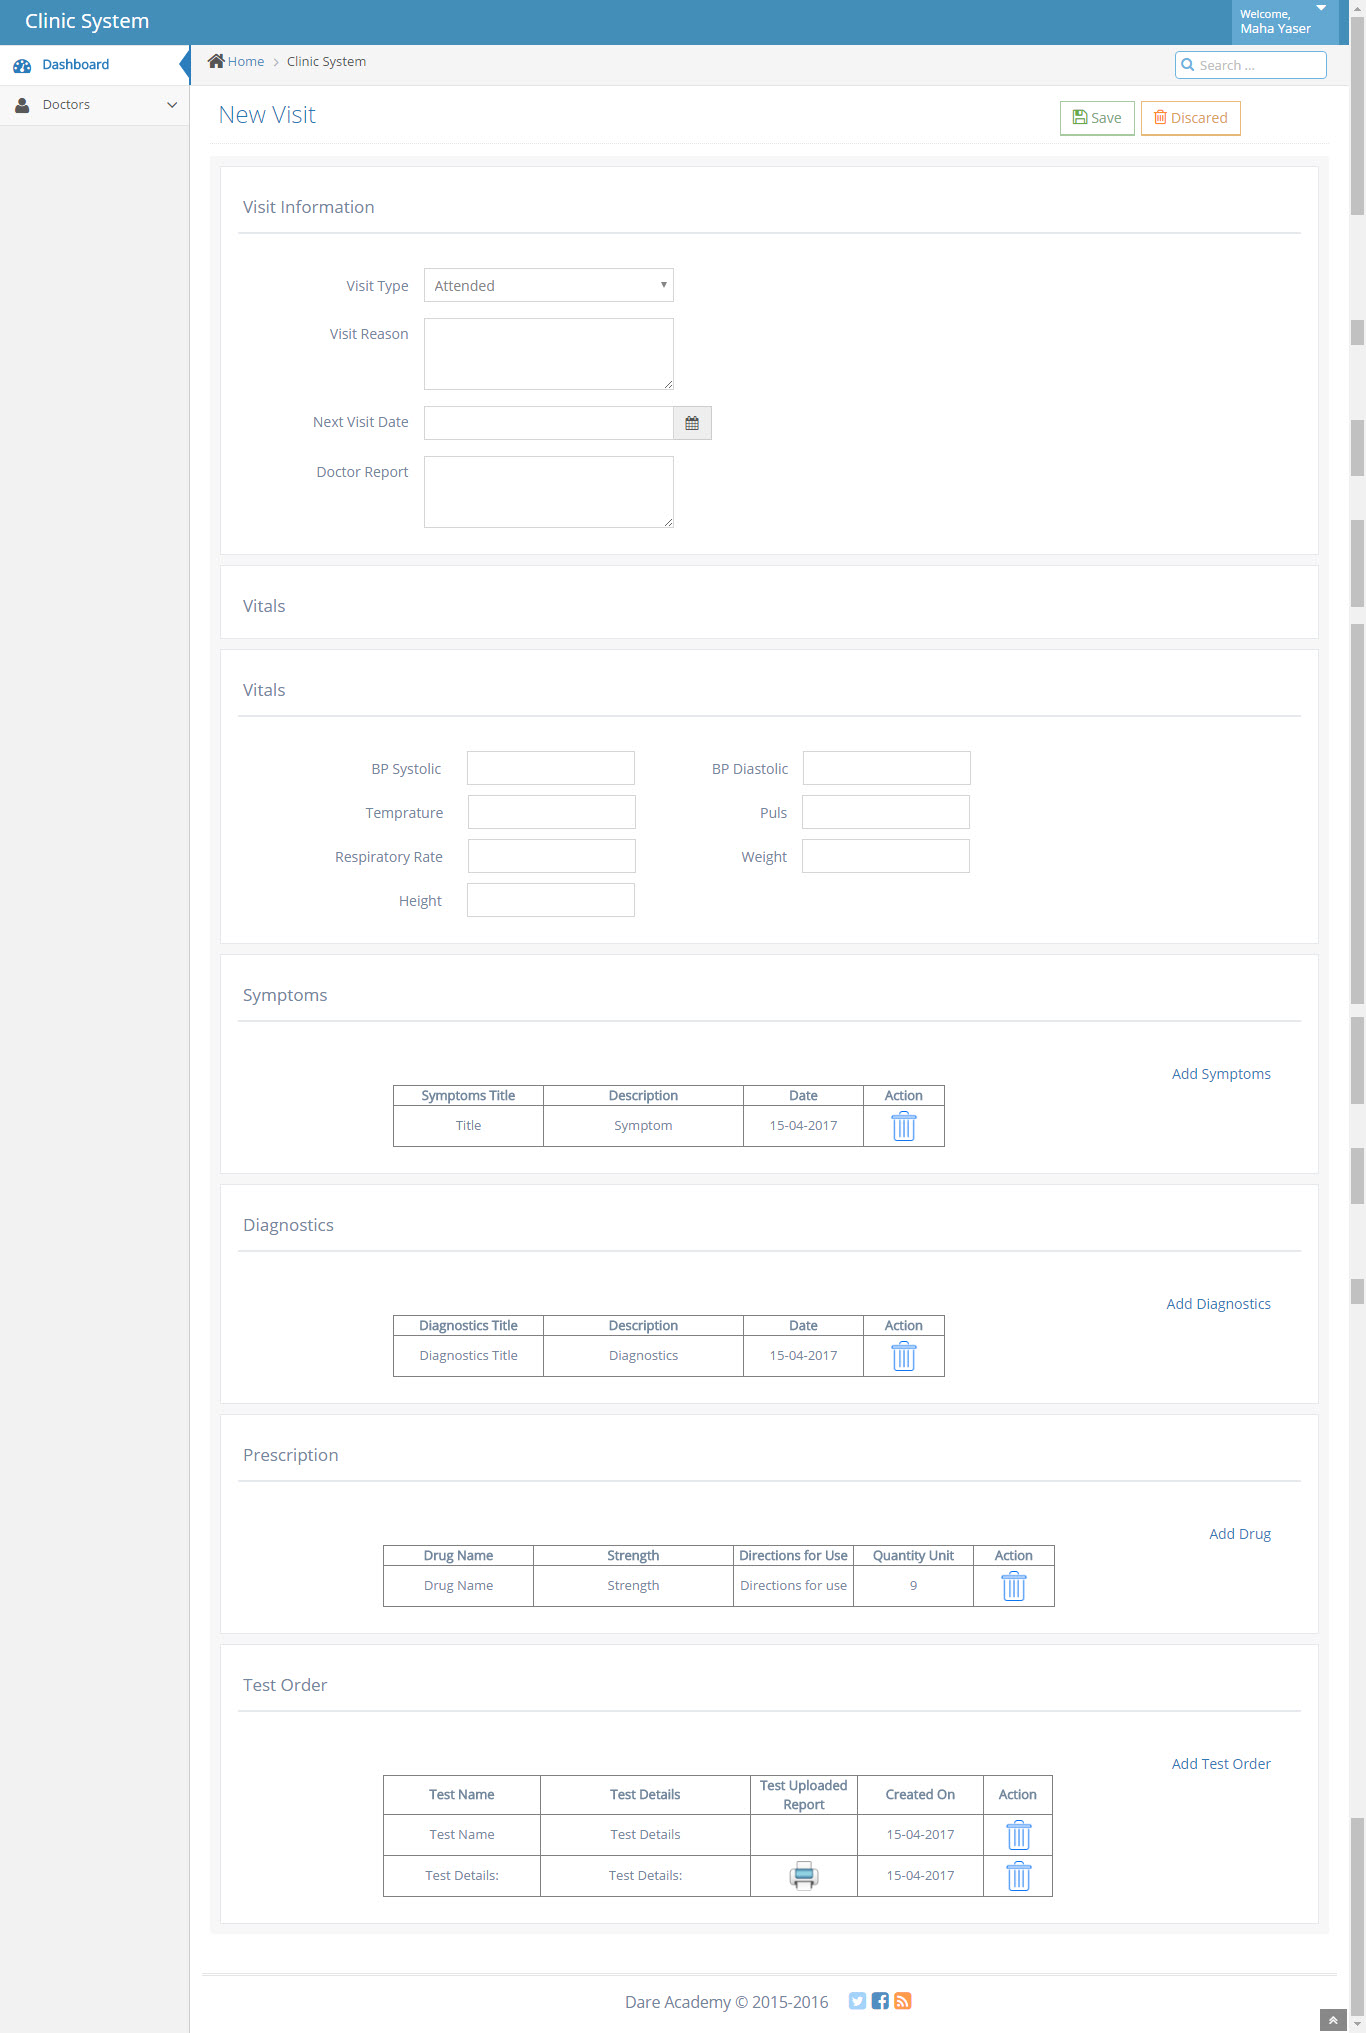 Clinic System
Welcome,
Maha Yaser
Dashboard
Home > Clinic System
Search ...
Doctors
New Visit
Save
Discared
Visit Information
Visit Type
Attended
Visit Reason
Next Visit Date
Doctor Report
Vitals
Vitals
BP Systolic
BP Diastolic
Temprature
Puls
Respiratory Rate
Weight
Height
Symptoms
Add Symptoms
Symptoms Title Description Date Action
Title Symptom 15-04-2017
Diagnostics
Add Diagnostics
Diagnostics Title Description Date Action
Diagnostics Title Diagnostics 15-04-2017
Prescription
Add Drug
Drug Name Strength Directions for Use Quantity Unit Action
Drug Name Strength Directions for use 9
Test Order
Add Test Order
Test Name Test Details Test Uploaded Report Created On Action
Test Name Test Details 15-04-2017
Test Details: Test Details: 15-04-2017
Dare Academy © 2015-2016